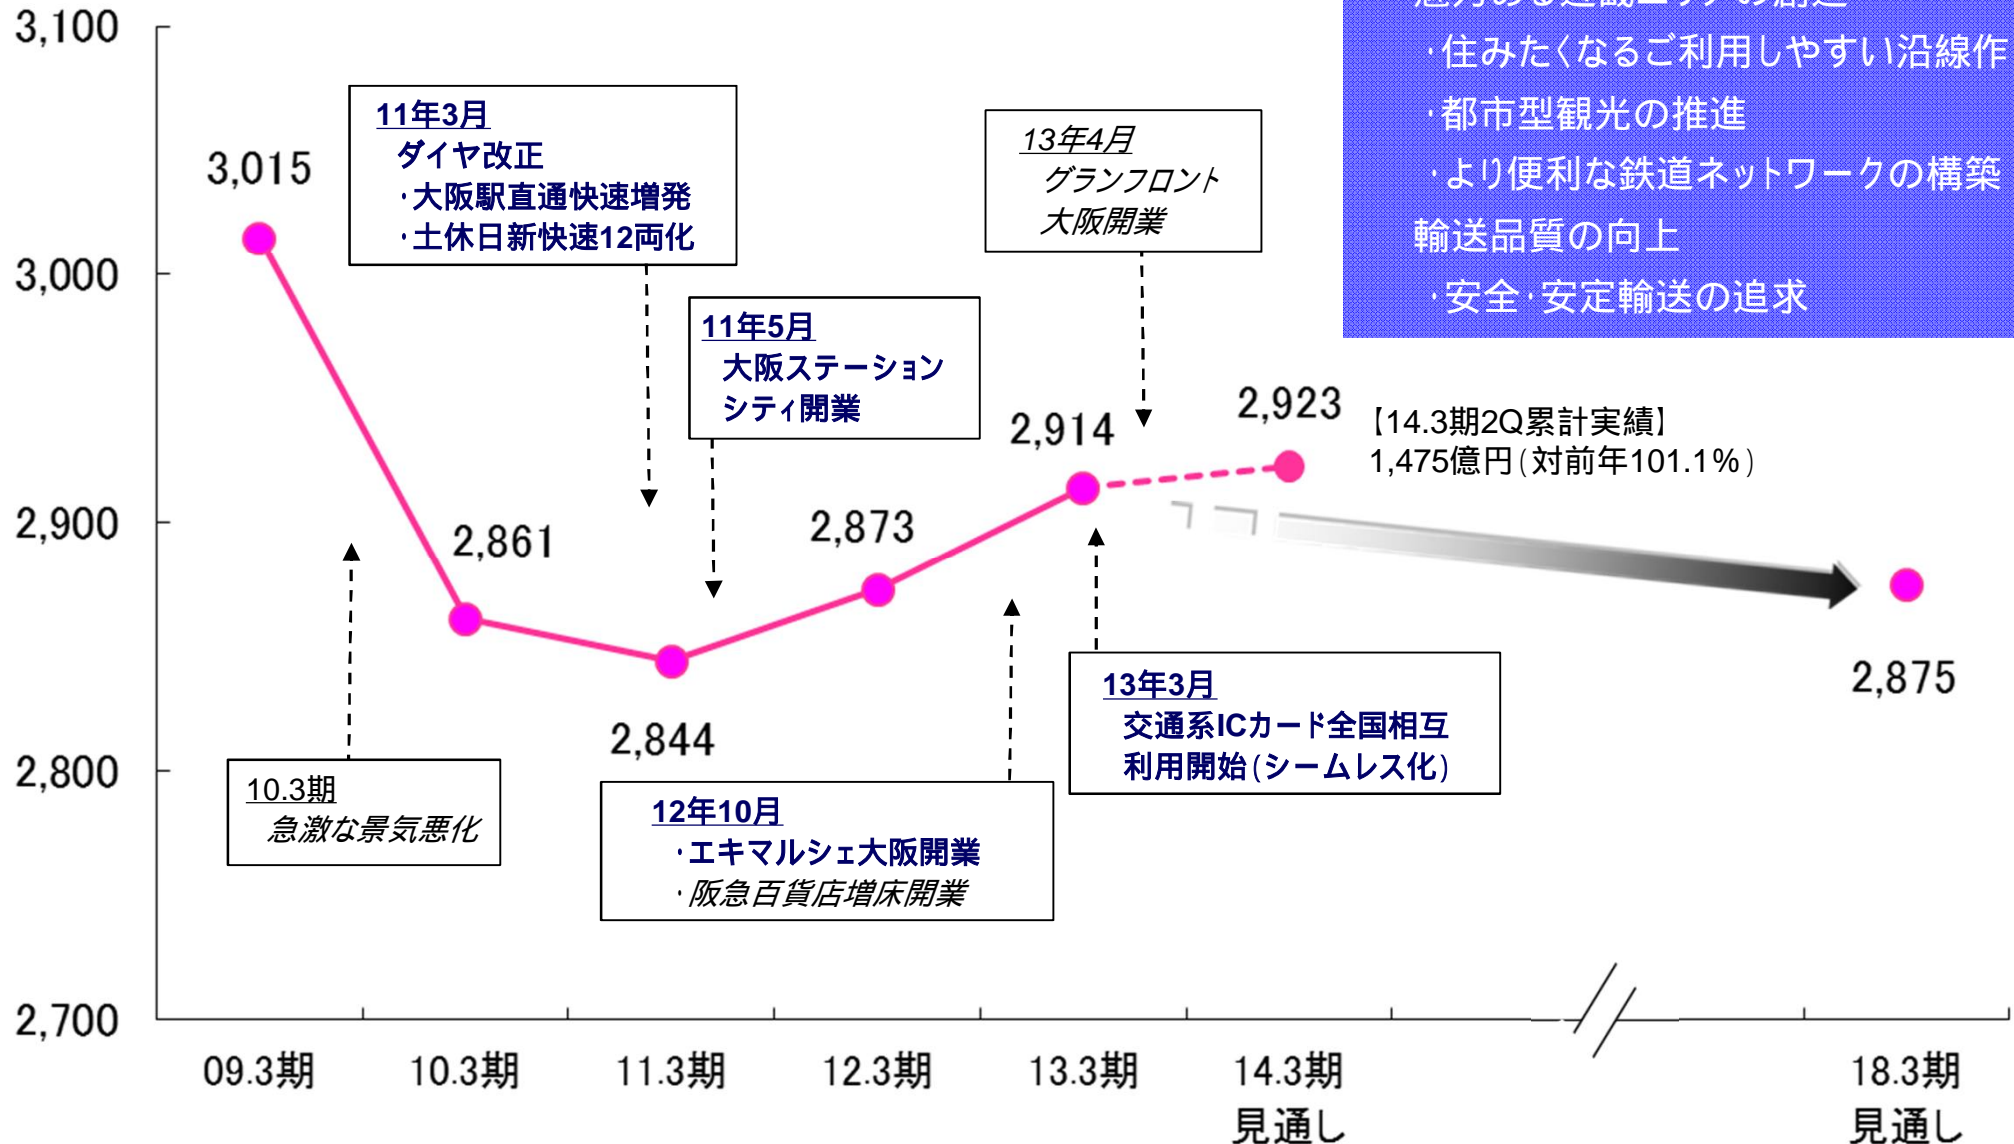 3,100
3,000
2,900
2,800
2,700
3,015
2,861
2,844
2,873
2,914
2,923
2,875
11年3月
ダイヤ改正
・大阪駅直通快速増発
・土休日新快速12両化
11年5月
大阪ステーション
シティ開業
13年4月
グランフロント
大阪開業
・住みたくなるご利用しやすい沿線作
・都市型観光の推進
・より便利な鉄道ネットワークの構築
輸送品質の向上
・安全・安定輸送の追求
【14.3期2Q累計実績】
1,475億円(対前年101.1%)
10.3期
急激な景気悪化
12年10月
・エキマルシェ大阪開業
・阪急百貨店増床開業
13年3月
交通系ICカード全国相互
利用開始(シームレス化)
09.3期
10.3期
11.3期
12.3期
13.3期
14.3期
見通し
18.3期
見通し